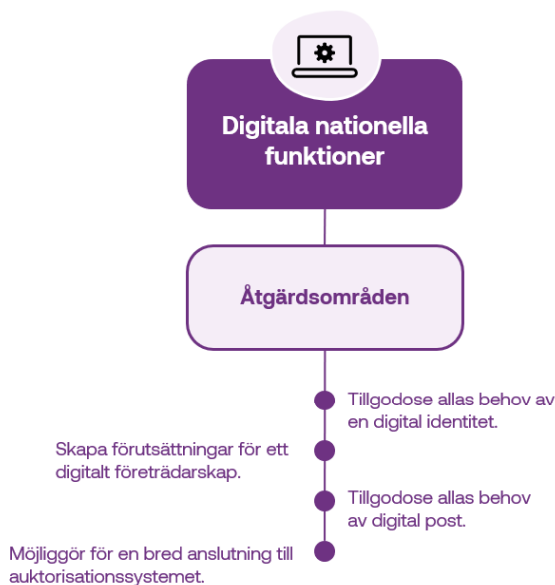 Digitala nationella
funktioner
Åtgärdsområden
Tillgodose allas behov av
en digital identitet.
Skapa förutsättningar för ett
digitalt företrädarskap.
Tillgodose allas behov
av digital post.
Möjliggör för en bred anslutning till
auktorisationssystemet.